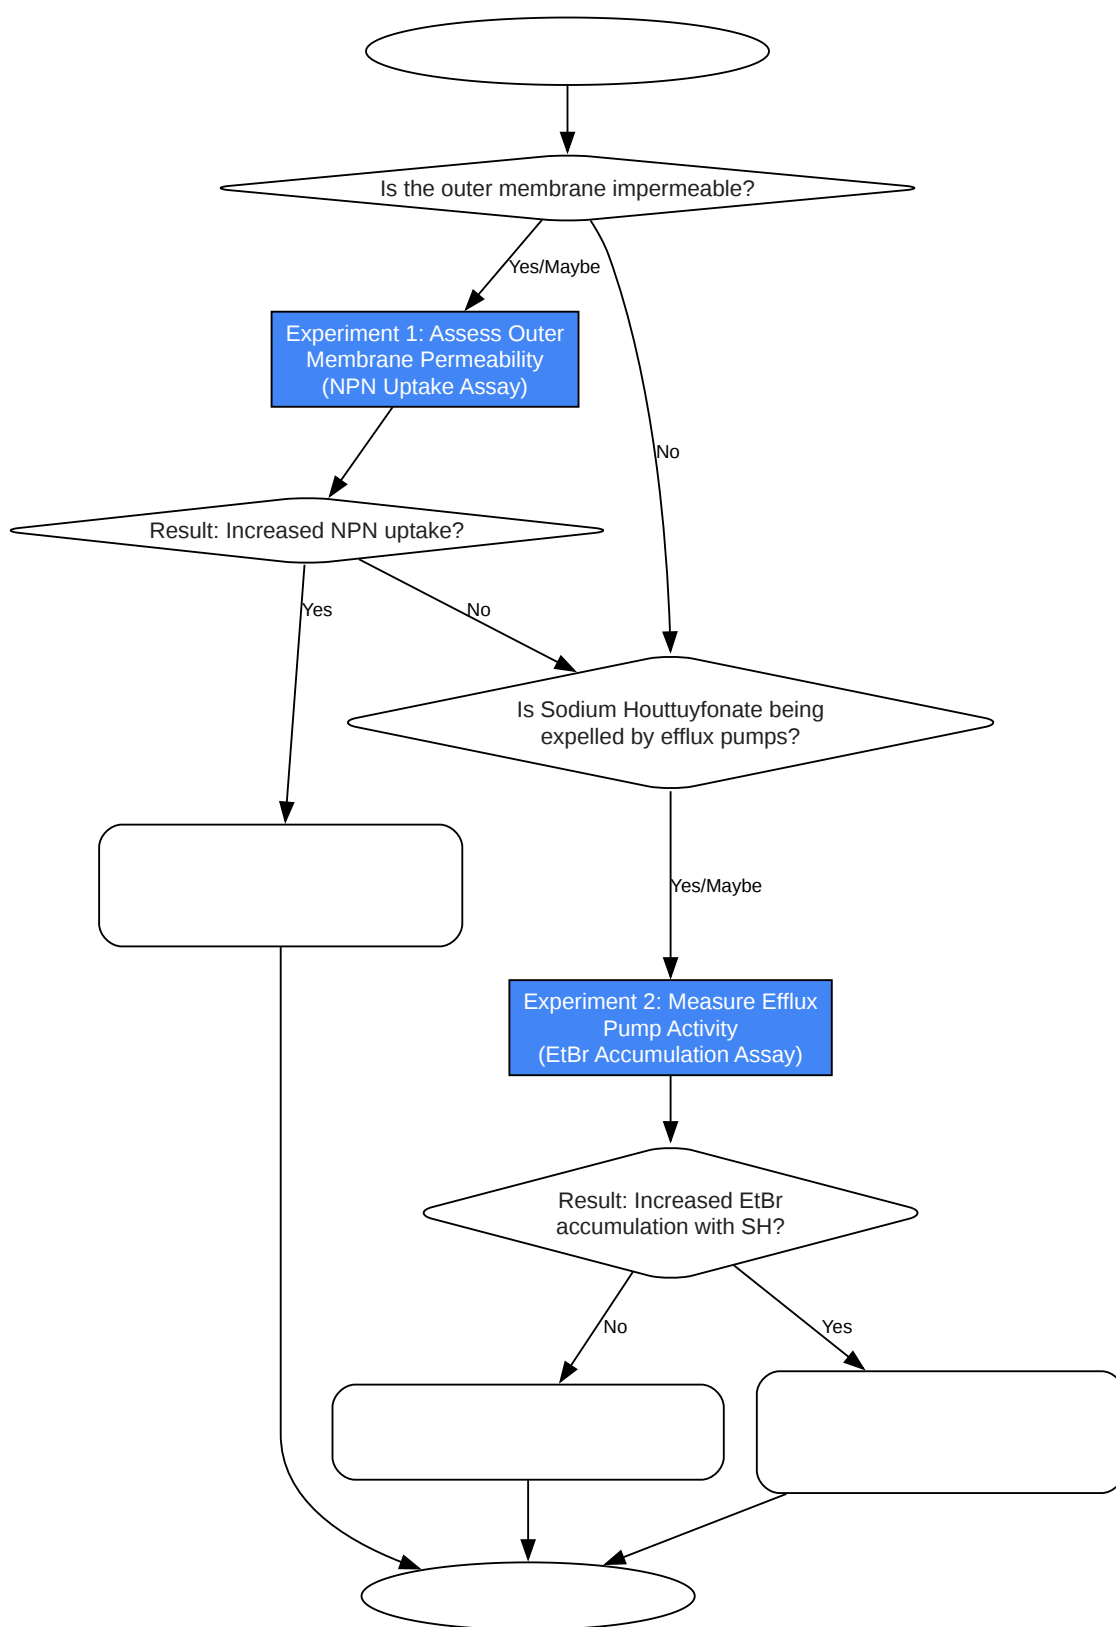 Is the outer membrane impermeable?
Yes/Maybe
Experiment 1: Assess Outer
Membrane Permeability
(NPN Uptake Assay)
No
Result: Increased NPN uptake?
Yes
No
Is Sodium Houttuyfonate being
expelled by efflux pumps?
Yes/Maybe
Experiment 2: Measure Efflux
Pump Activity
(EtBr Accumulation Assay)
Result: Increased EtBr
accumulation with SH?
No
Yes